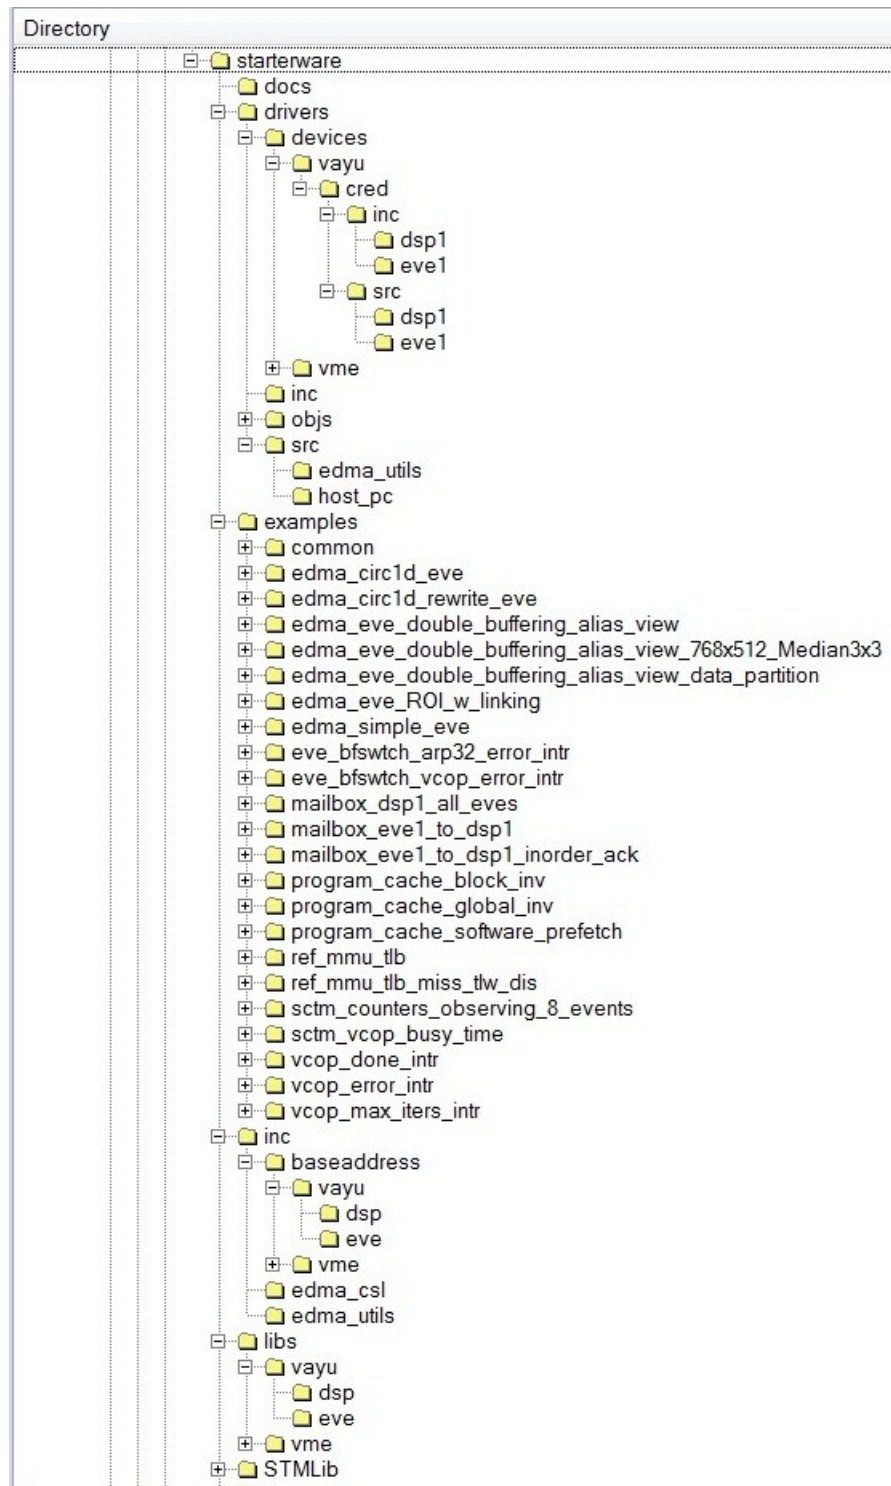 Directory
starterware
docs
drivers
devices
vayu
cred
inc
dsp1
eve1
src
dsp1
eve1
vme
inc
objs
src
edma_utils
host_pc
examples
common
edma_circ1d_eve
edma_circ1d_rewrite_eve
edma_eve_double_buffering_alias_view
edma_eve_double_buffering_alias_view_768x512_Median3x3
edma_eve_double_buffering_alias_view_data_partition
edma_eve_ROI_w_linking
edma_simple_eve
eve_bfswtch_arp32_error_intr
eve_bfswtch_vcop_error_intr
mailbox_dsp1_all_eves
mailbox_eve1_to_dsp1
mailbox_eve1_to_dsp1_inorder_ack
program_cache_block_inv
program_cache_global_inv
program_cache_software_prefetch
ref_mmu_tlb
ref_mmu_tlb_miss_tlw_dis
sctm_counters_observing_8_events
sctm_vcop_busy_time
vcop_done_intr
vcop_error_intr
vcop_max_iters_intr
inc
baseaddress
vayu
dsp
eve
vme
edma_csl
edma_utils
libs
vayu
dsp
eve
vme
STMLib